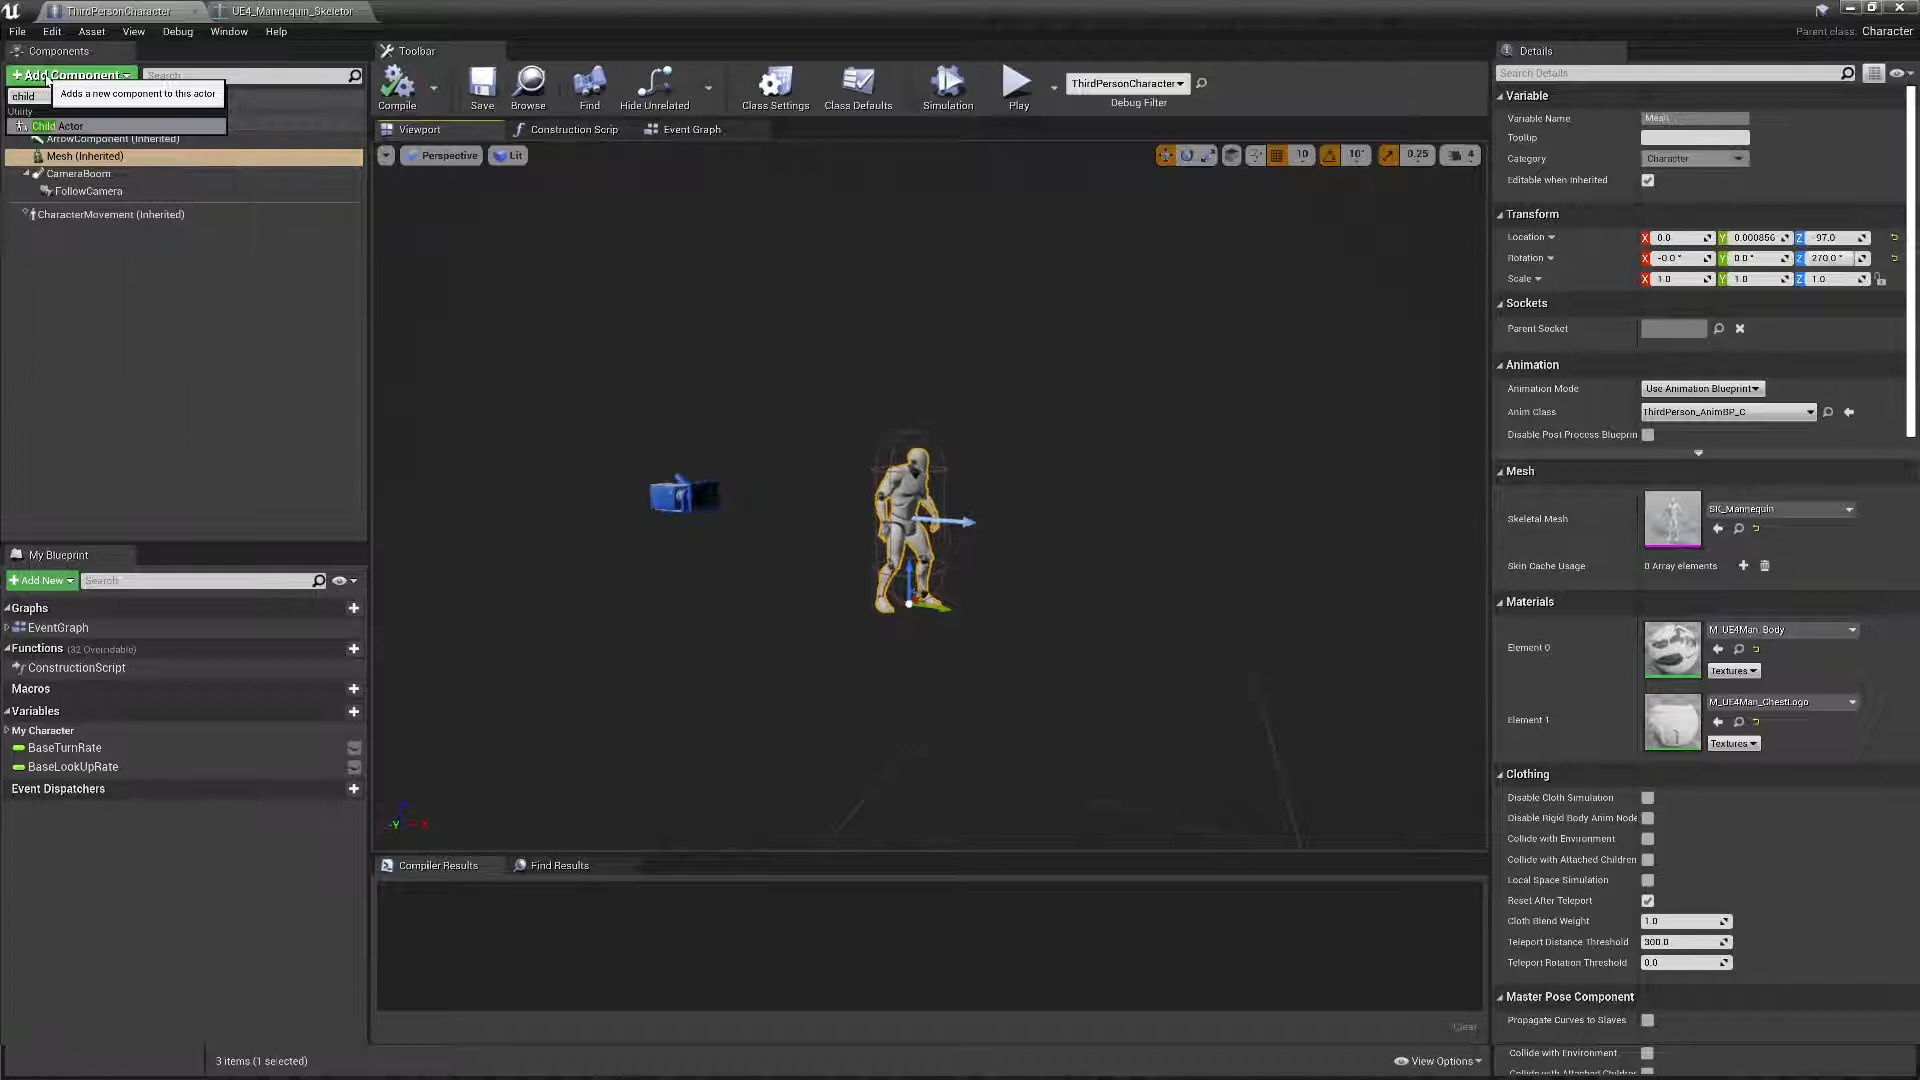 ThirdPersonCharacter
UE4_Mannequin_Skeletor
File Edit Asset View Debug Window Help
Parent class: Character
Components
+ Add Component
Search
Adds a new component to this actor
child
Utility
Child Actor
ArrowComponent (Inherited)
Mesh (Inherited)
CameraBoom
FollowCamera
CharacterMovement (Inherited)
Toolbar
Compile
Save
Browse
Find
Hide Unrelated
Class Settings
Class Defaults
Simulation
Play
ThirdPersonCharacter
Debug Filter
Viewport
Construction Scrip
Event Graph
Perspective
Lit
10
10°
0.25
4
-Y
X
My Blueprint
+ Add New
Search
Graphs
EventGraph
Functions (32 Overridable)
ConstructionScript
Macros
Variables
My Character
BaseTurnRate
BaseLookUpRate
Event Dispatchers
Compiler Results
Find Results
Clear
3 items (1 selected)
View Options
Details
Search Details
Variable
Variable Name Mesh
Tooltip
Category Character
Editable when Inherited
Transform
Location X 0.0 Y 0.000856 Z -97.0
Rotation X -0.0 ° Y 0.0 ° Z 270.0 °
Scale X 1.0 Y 1.0 Z 1.0
Sockets
Parent Socket
Animation
Animation Mode Use Animation Blueprint
Anim Class ThirdPerson_AnimBP_C
Disable Post Process Blueprin
Mesh
Skeletal Mesh SK_Mannequin
Skin Cache Usage 0 Array elements
Materials
Element 0 M_UE4Man_Body
Textures
Element 1 M_UE4Man_ChestLogo
Textures
Clothing
Disable Cloth Simulation
Disable Rigid Body Anim Node
Collide with Environment
Collide with Attached Children
Local Space Simulation
Reset After Teleport
Cloth Blend Weight 1.0
Teleport Distance Threshold 300.0
Teleport Rotation Threshold 0.0
Master Pose Component
Propagate Curves to Slaves
Collide with Environment
Collide with Attached Children